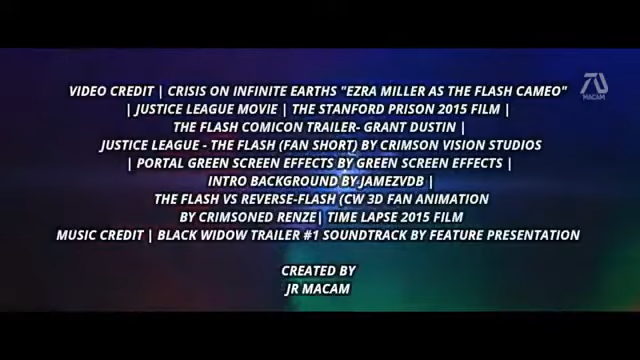 VIDEO CREDIT | CRISIS ON INFINITE EARTHS "EZRA MILLER AS THE FLASH CAMEO"
| JUSTICE LEAGUE MOVIE | THE STANFORD PRISON 2015 FILM |
THE FLASH COMICON TRAILER- GRANT DUSTIN |
JUSTICE LEAGUE - THE FLASH (FAN SHORT) BY CRIMSON VISION STUDIOS
| PORTAL GREEN SCREEN EFFECTS BY GREEN SCREEN EFFECTS |
INTRO BACKGROUND BY JAMEZVDB |
THE FLASH VS REVERSE-FLASH (CW 3D FAN ANIMATION
BY CRIMSONED RENZE| TIME LAPSE 2015 FILM
MUSIC CREDIT | BLACK WIDOW TRAILER #1 SOUNDTRACK BY FEATURE PRESENTATION
CREATED BY
JR MACAM
MACAM